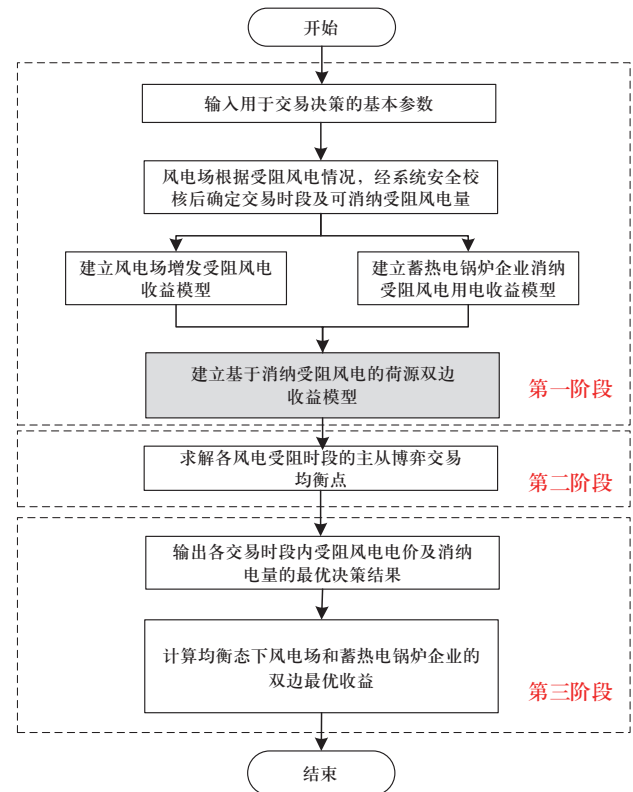 开始
输入用于交易决策的基本参数
风电场根据受阻风电情况，经系统安全校
核后确定交易时段及可消纳受阻风电量
建立风电场增发受阻风电
收益模型
建立蓄热电锅炉企业消纳
受阻风电用电收益模型
建立基于消纳受阻风电的荷源双边
收益模型
第一阶段
求解各风电受阻时段的主从博弈交易
均衡点
第二阶段
输出各交易时段内受阻风电电价及消纳
电量的最优决策结果
计算均衡态下风电场和蓄热电锅炉企业的
双边最优收益
第三阶段
结束